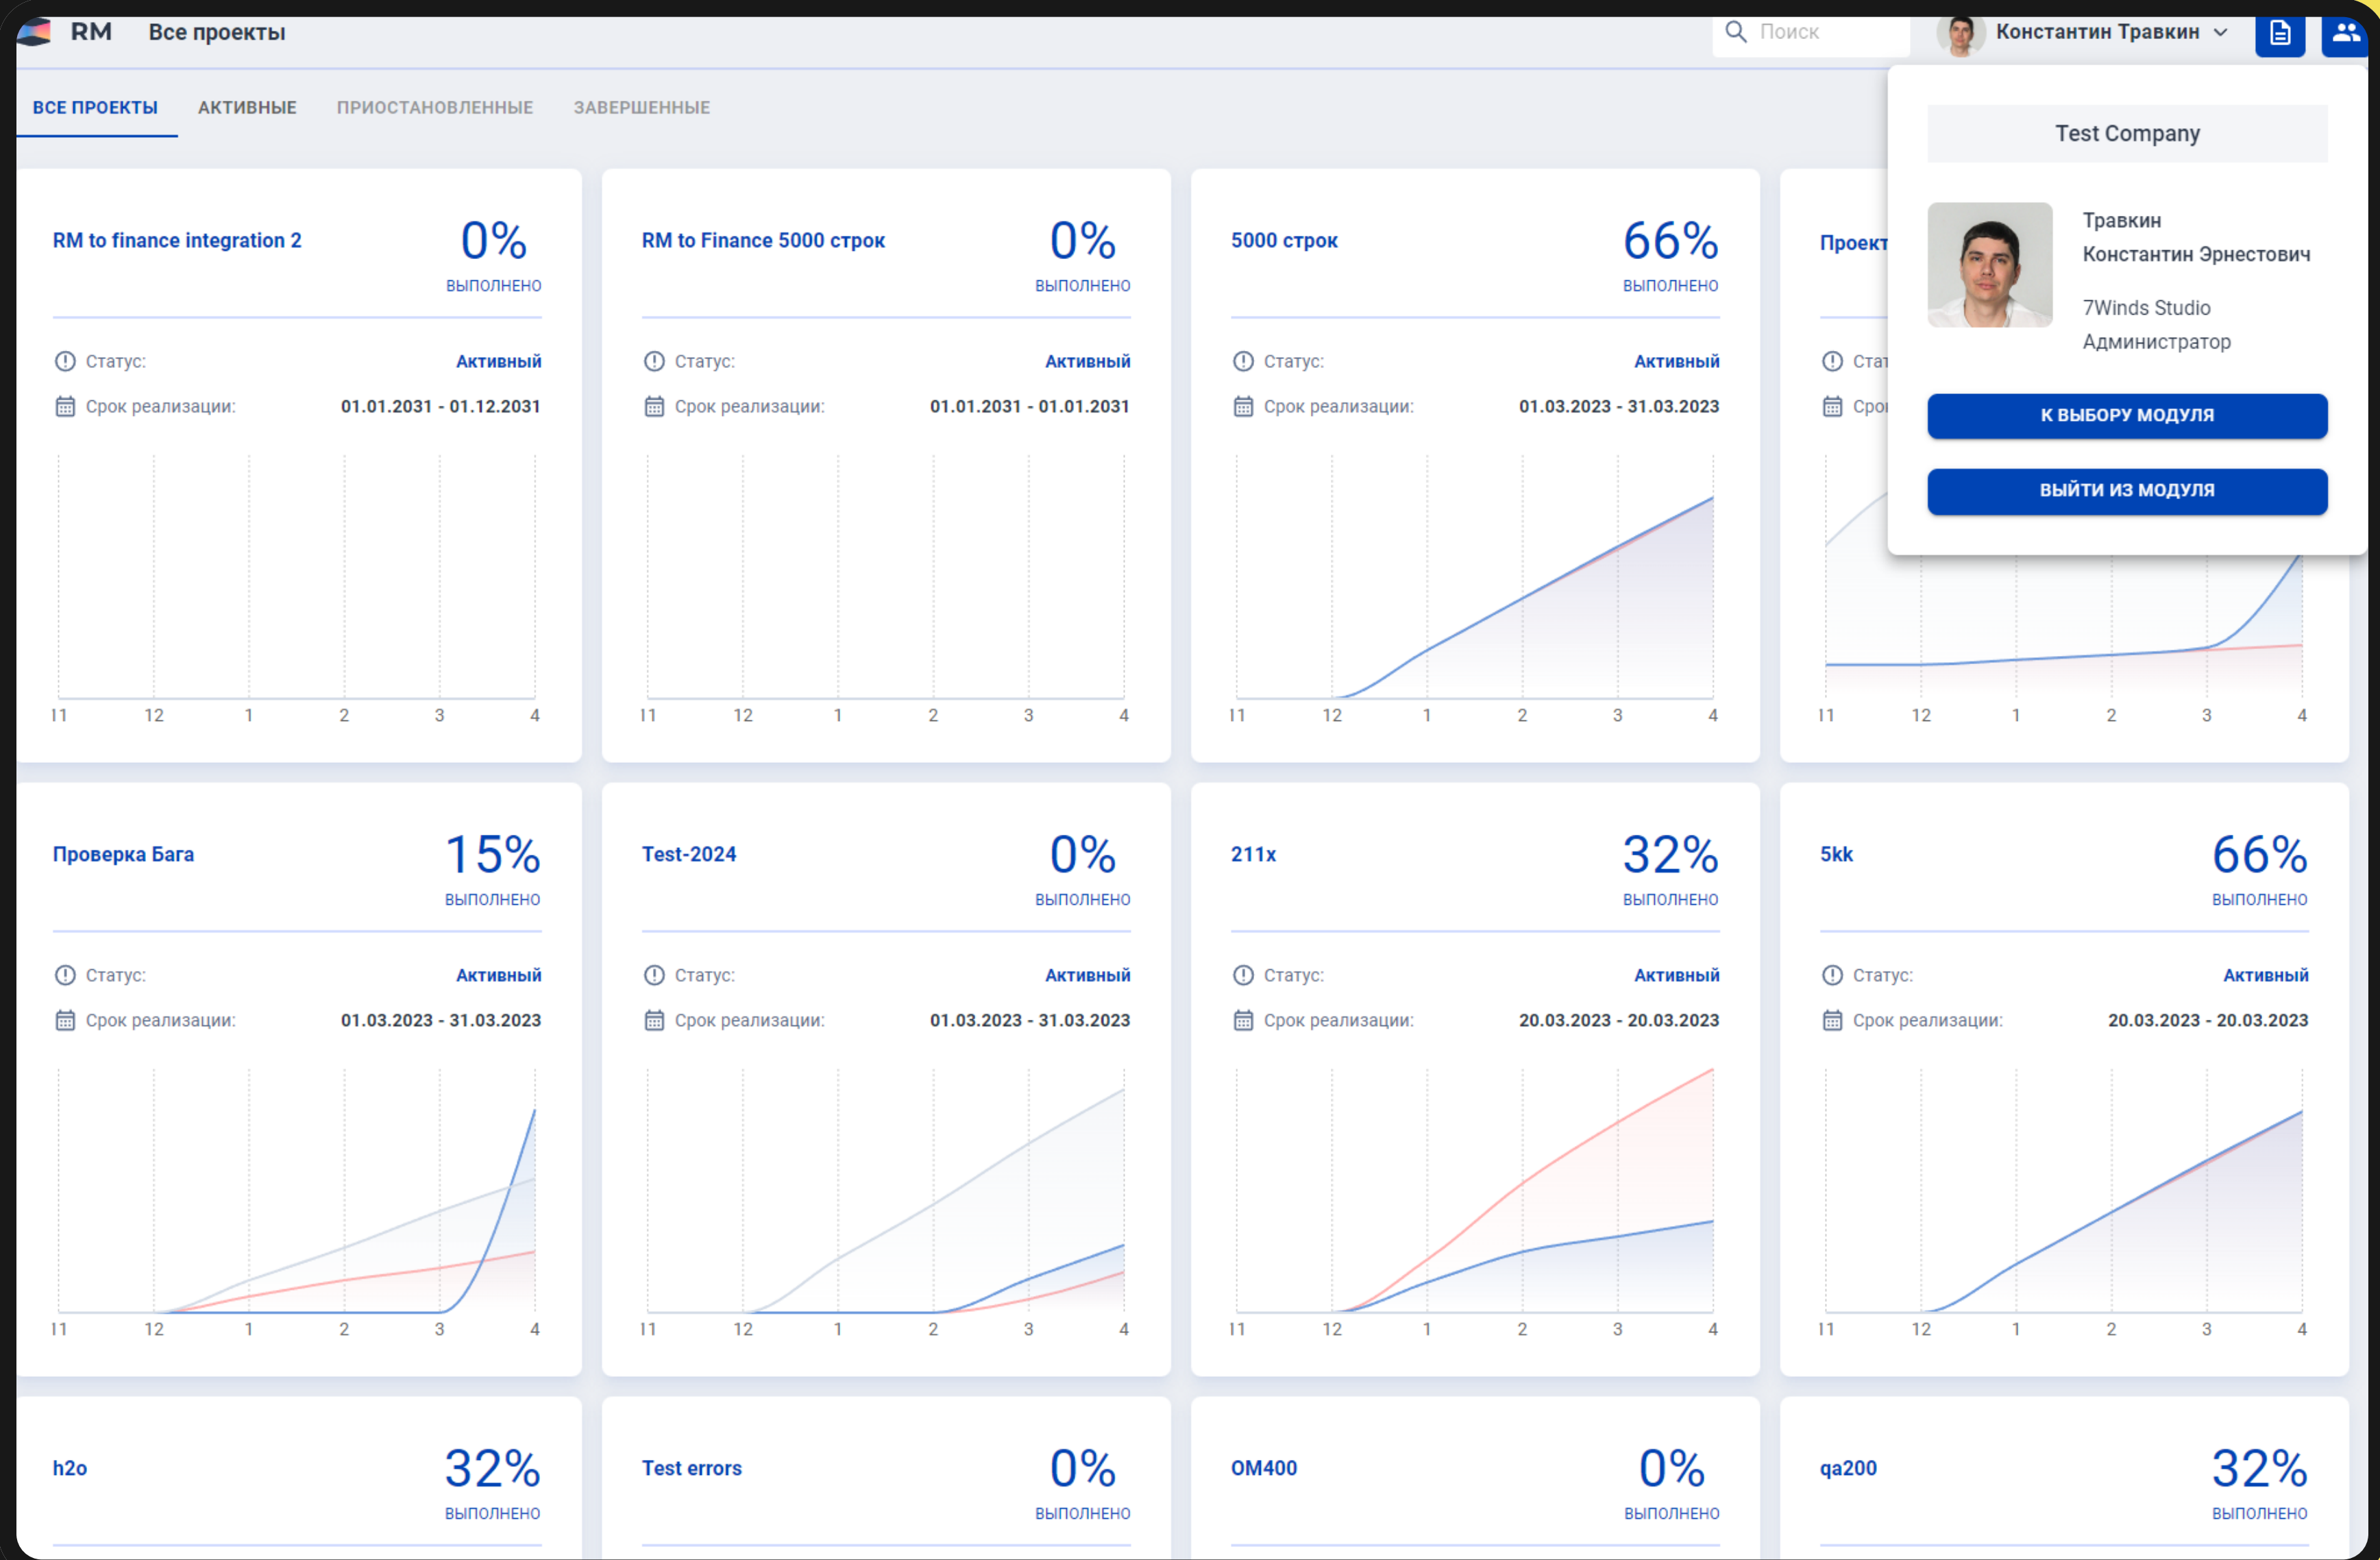 RM Все проекты Поиск Константин Травкин
ВСЕ ПРОЕКТЫ АКТИВНЫЕ ПРИОСТАНОВЛЕННЫЕ ЗАВЕРШЕННЫЕ
Test Company
Травкин
Константин Эрнестович
7Winds Studio
Администратор
К ВЫБОРУ МОДУЛЯ
ВЫЙТИ ИЗ МОДУЛЯ
RM to finance integration 2 0%
ВЫПОЛНЕНО
Статус: Активный
Срок реализации: 01.01.2031 - 01.12.2031
11 12 1 2 3 4
RM to Finance 5000 строк 0%
ВЫПОЛНЕНО
Статус: Активный
Срок реализации: 01.01.2031 - 01.01.2031
11 12 1 2 3 4
5000 строк 66%
ВЫПОЛНЕНО
Статус: Активный
Срок реализации: 01.03.2023 - 31.03.2023
11 12 1 2 3 4
Проект
11 12 1 2 3 4
Проверка Бага 15%
ВЫПОЛНЕНО
Статус: Активный
Срок реализации: 01.03.2023 - 31.03.2023
11 12 1 2 3 4
Test-2024 0%
ВЫПОЛНЕНО
Статус: Активный
Срок реализации: 01.03.2023 - 31.03.2023
11 12 1 2 3 4
211x 32%
ВЫПОЛНЕНО
Статус: Активный
Срок реализации: 20.03.2023 - 20.03.2023
11 12 1 2 3 4
5kk 66%
ВЫПОЛНЕНО
Статус: Активный
Срок реализации: 20.03.2023 - 20.03.2023
11 12 1 2 3 4
h2o 32%
ВЫПОЛНЕНО
Test errors 0%
ВЫПОЛНЕНО
OM400 0%
ВЫПОЛНЕНО
qa200 32%
ВЫПОЛНЕНО